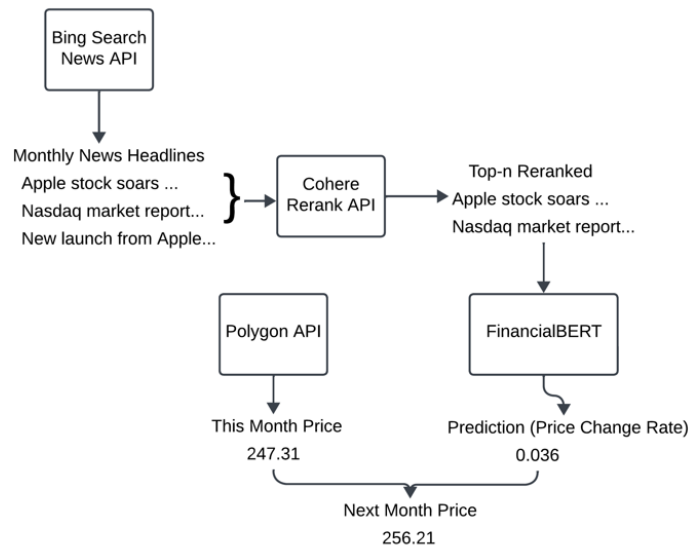 Bing Search
News API
Monthly News Headlines
Apple stock soars ...
Nasdaq market report...
New launch from Apple...
}
Cohere
Rerank API
Top-n Reranked
Apple stock soars ...
Nasdaq market report...
Polygon API
FinancialBERT
This Month Price
247.31
Prediction (Price Change Rate)
0.036
Next Month Price
256.21